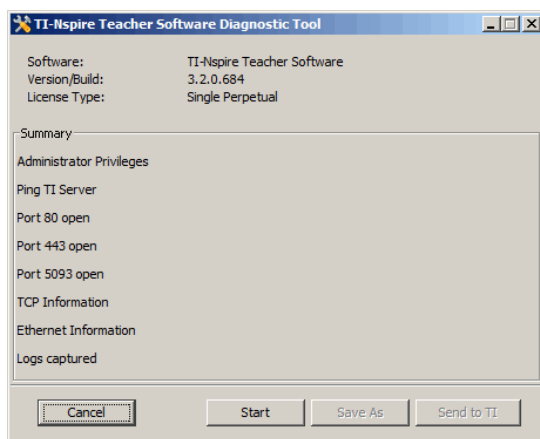 TI-Nspire Teacher Software Diagnostic Tool
Software: TI-Nspire Teacher Software
Version/Build: 3.2.0.684
License Type: Single Perpetual
Summary
Administrator Privileges
Ping TI Server
Port 80 open
Port 443 open
Port 5093 open
TCP Information
Ethernet Information
Logs captured
Cancel Start Save As Send to TI